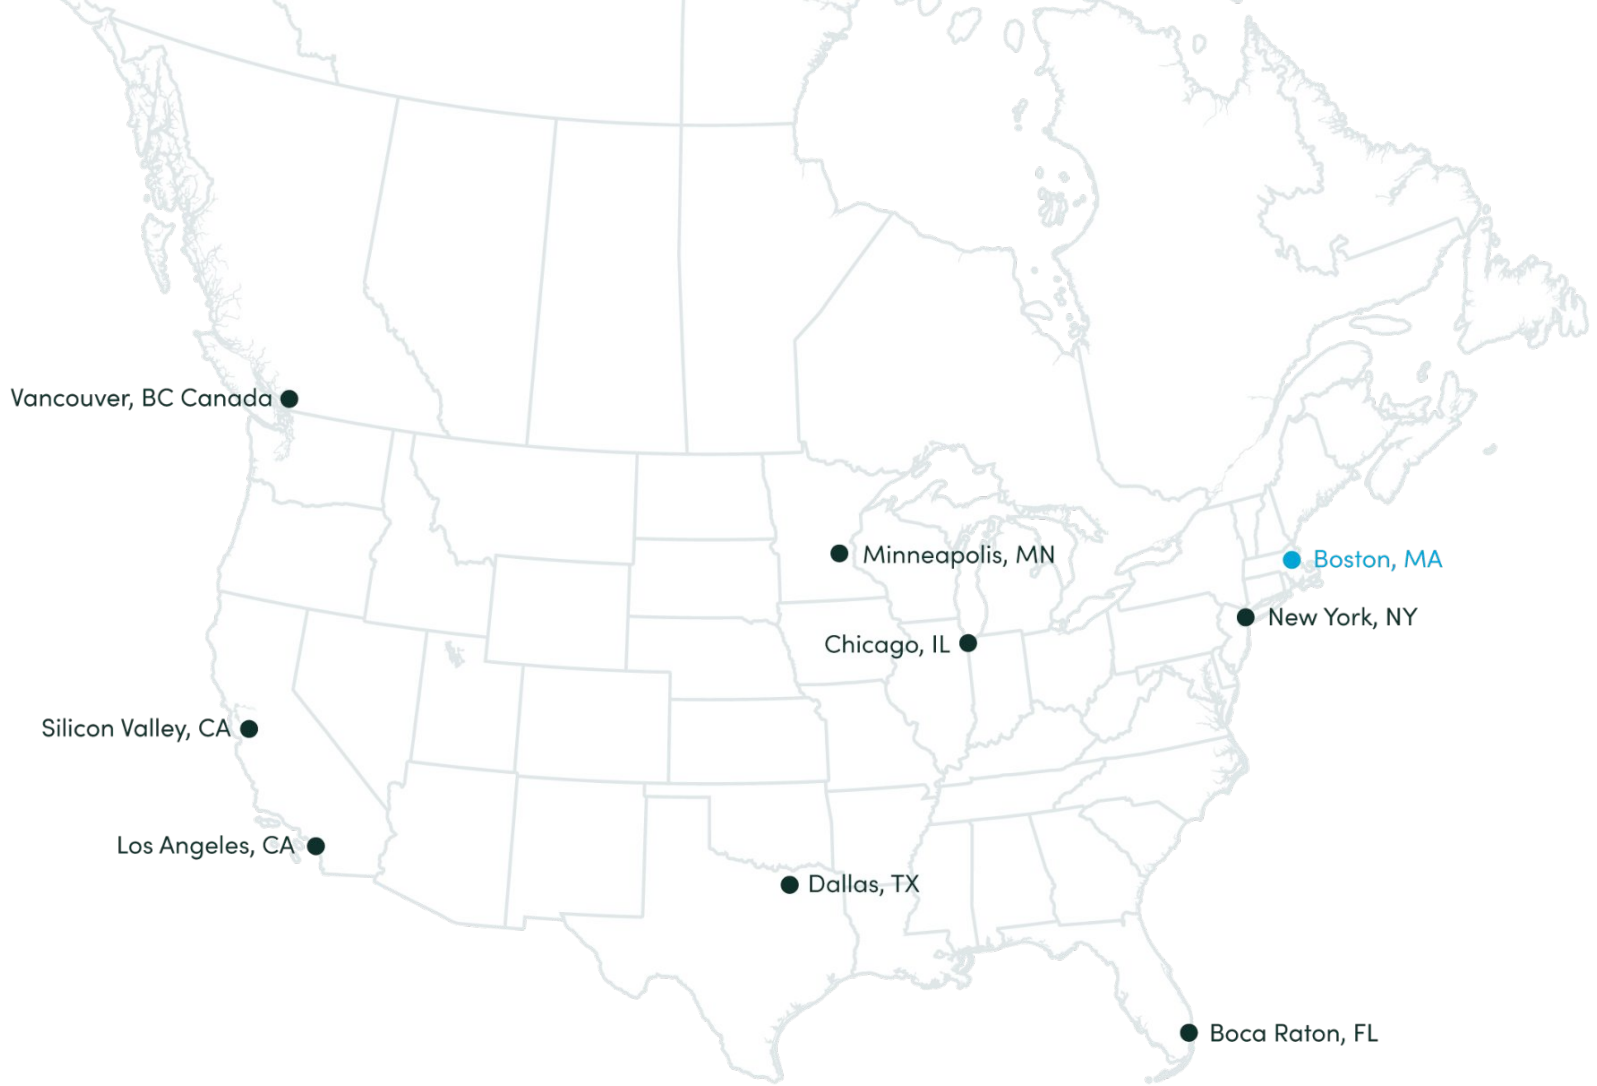 Vancouver, BC Canada
Minneapolis, MN
Boston, MA
New York, NY
Chicago, IL
Silicon Valley, CA
Los Angeles, CA
Dallas, TX
Boca Raton, FL